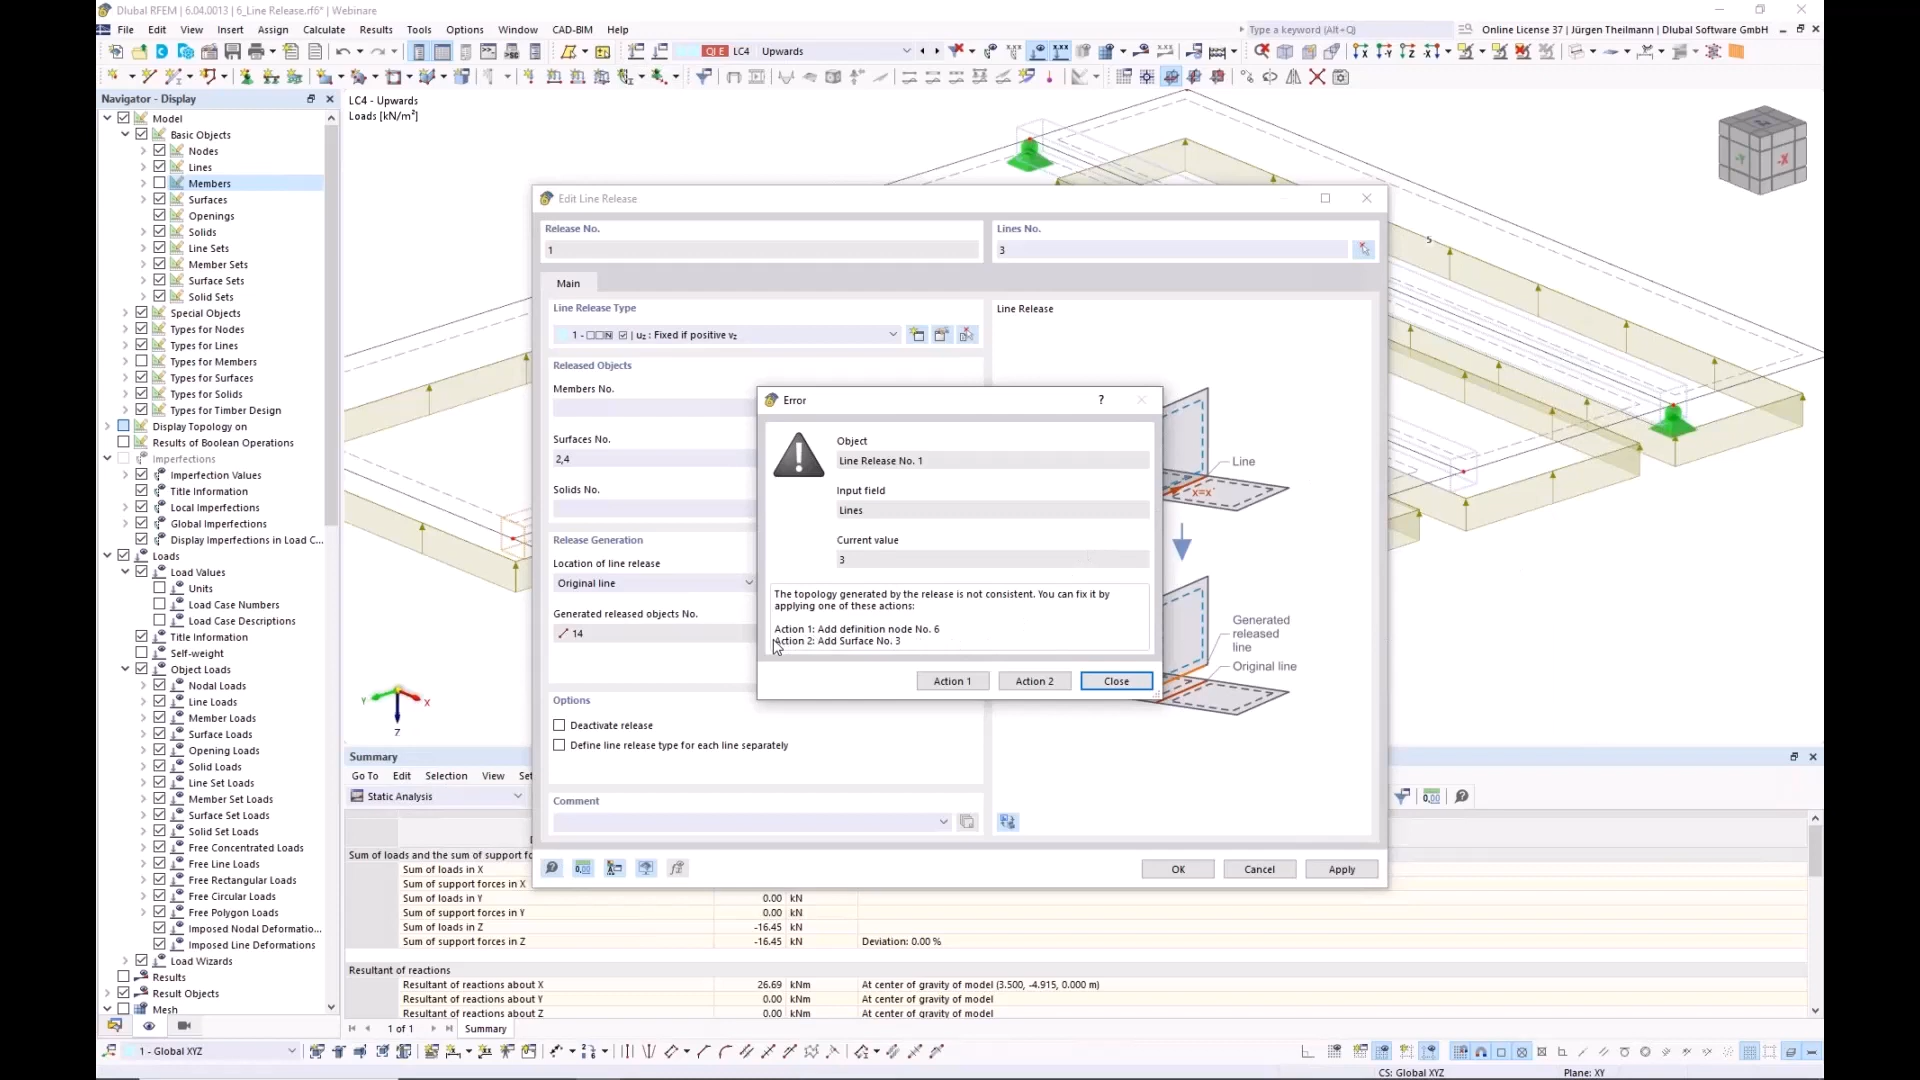 Dlubal RFEM | 6.04.0013 | 6_Line Release.rf6* | Webinare
File Edit View Insert Assign Calculate Results Tools Options Window CAD-BIM Help
Type a keyword (Alt+Q)
Online License 37 | Jürgen Theilmann | Dlubal Software GmbH
QI E LC4 Upwards
Navigator - Display
Model
Basic Objects
Nodes
Lines
Members
Surfaces
Openings
Solids
Line Sets
Member Sets
Surface Sets
Solid Sets
Special Objects
Types for Nodes
Types for Lines
Types for Members
Types for Surfaces
Types for Solids
Types for Timber Design
Display Topology on
Results of Boolean Operations
Imperfections
Imperfection Values
Title Information
Local Imperfections
Global Imperfections
Display Imperfections in Load C...
Loads
Load Values
Units
Load Case Numbers
Load Case Descriptions
Title Information
Self-weight
Object Loads
Nodal Loads
Line Loads
Member Loads
Surface Loads
Opening Loads
Solid Loads
Line Set Loads
Member Set Loads
Surface Set Loads
Solid Set Loads
Free Concentrated Loads
Free Line Loads
Free Rectangular Loads
Free Circular Loads
Free Polygon Loads
Imposed Nodal Deformatio...
Imposed Line Deformations
Load Wizards
Results
Result Objects
Mesh
LC4 - Upwards
Loads [kN/m²]
5
Y X
Z
-Y -X
Edit Line Release
Release No.
1
Lines No.
3
Main
Line Release Type
1 - | uz : Fixed if positive vz
Released Objects
Members No.
Surfaces No.
2,4
Solids No.
Release Generation
Location of line release
Original line
Generated released objects No.
14
Options
Deactivate release
Define line release type for each line separately
Comment
Line Release
Line
x=x'
Generated
released
line
Original line
OK Cancel Apply
Error
?
Object
Line Release No. 1
Input field
Lines
Current value
3
The topology generated by the release is not consistent. You can fix it by
applying one of these actions:
Action 1: Add definition node No. 6
Action 2: Add Surface No. 3
Action 1 Action 2 Close
Summary
Go To Edit Selection View Set
Static Analysis
Sum of loads and the sum of support fo
Sum of loads in X
Sum of support forces in X
Sum of loads in Y 0.00 kN
Sum of support forces in Y 0.00 kN
Sum of loads in Z -16.45 kN
Sum of support forces in Z -16.45 kN Deviation: 0.00 %
Resultant of reactions
Resultant of reactions about X 26.69 kNm At center of gravity of model (3.500, -4.915, 0.000 m)
Resultant of reactions about Y 0.00 kNm At center of gravity of model
Resultant of reactions about Z 0.00 kNm At center of gravity of model
1 of 1 Summary
1 - Global XYZ
CS: Global XYZ Plane: XY